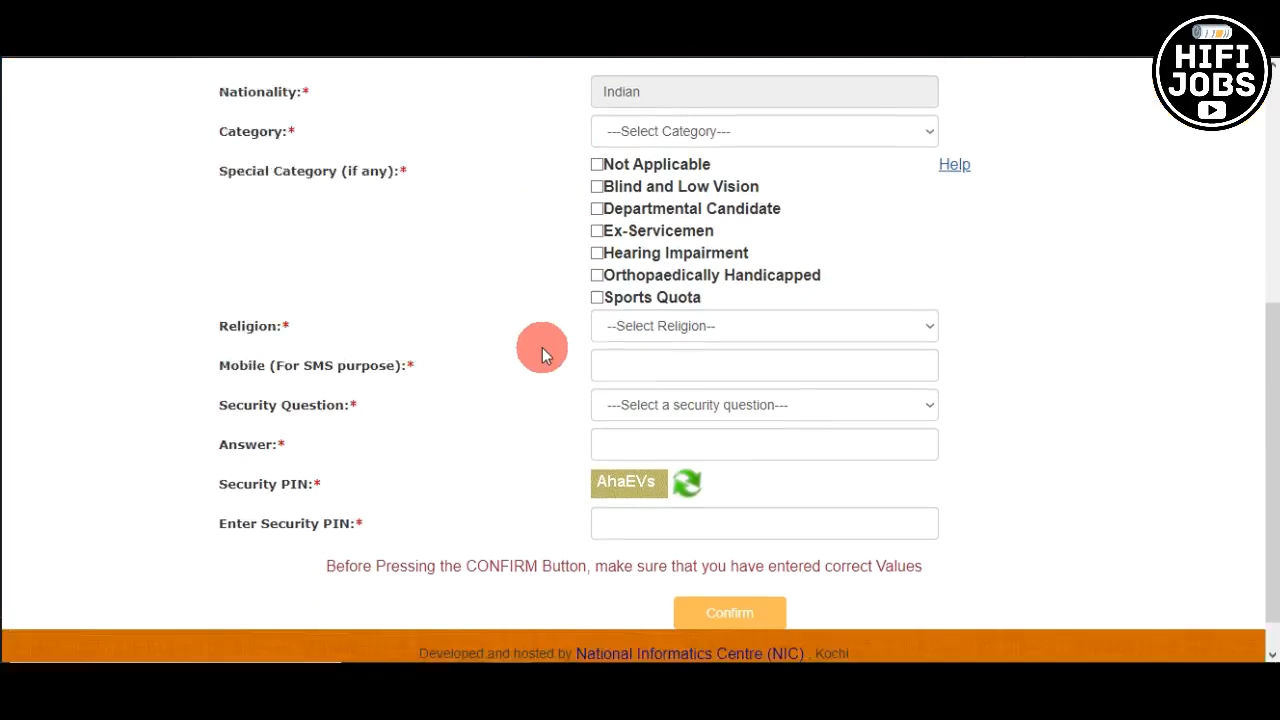 HIFI
JOBS
Nationality:* Indian
Category:* ---Select Category---
Special Category (if any):* Not Applicable Help
Blind and Low Vision
Departmental Candidate
Ex-Servicemen
Hearing Impairment
Orthopaedically Handicapped
Sports Quota
Religion:* --Select Religion--
Mobile (For SMS purpose):*
Security Question:* ---Select a security question---
Answer:*
Security PIN:* AhaEVs
Enter Security PIN:*
Before Pressing the CONFIRM Button, make sure that you have entered correct Values
Confirm
Developed and hosted by National Informatics Centre (NIC) , Kochi